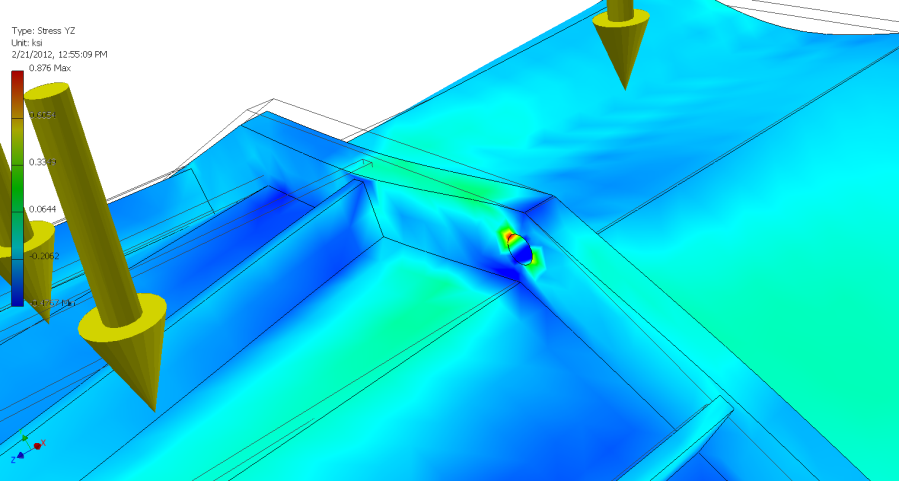 Type: Stress YZ
Unit: ksi
2/21/2012, 12:55:09 PM
0.876 Max
0.0644
-0.2062
X
Z